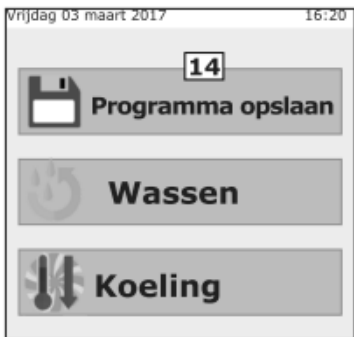 Vrijdag 03 maart 2017 16:20
14
Programma opslaan
Wassen
Koeling